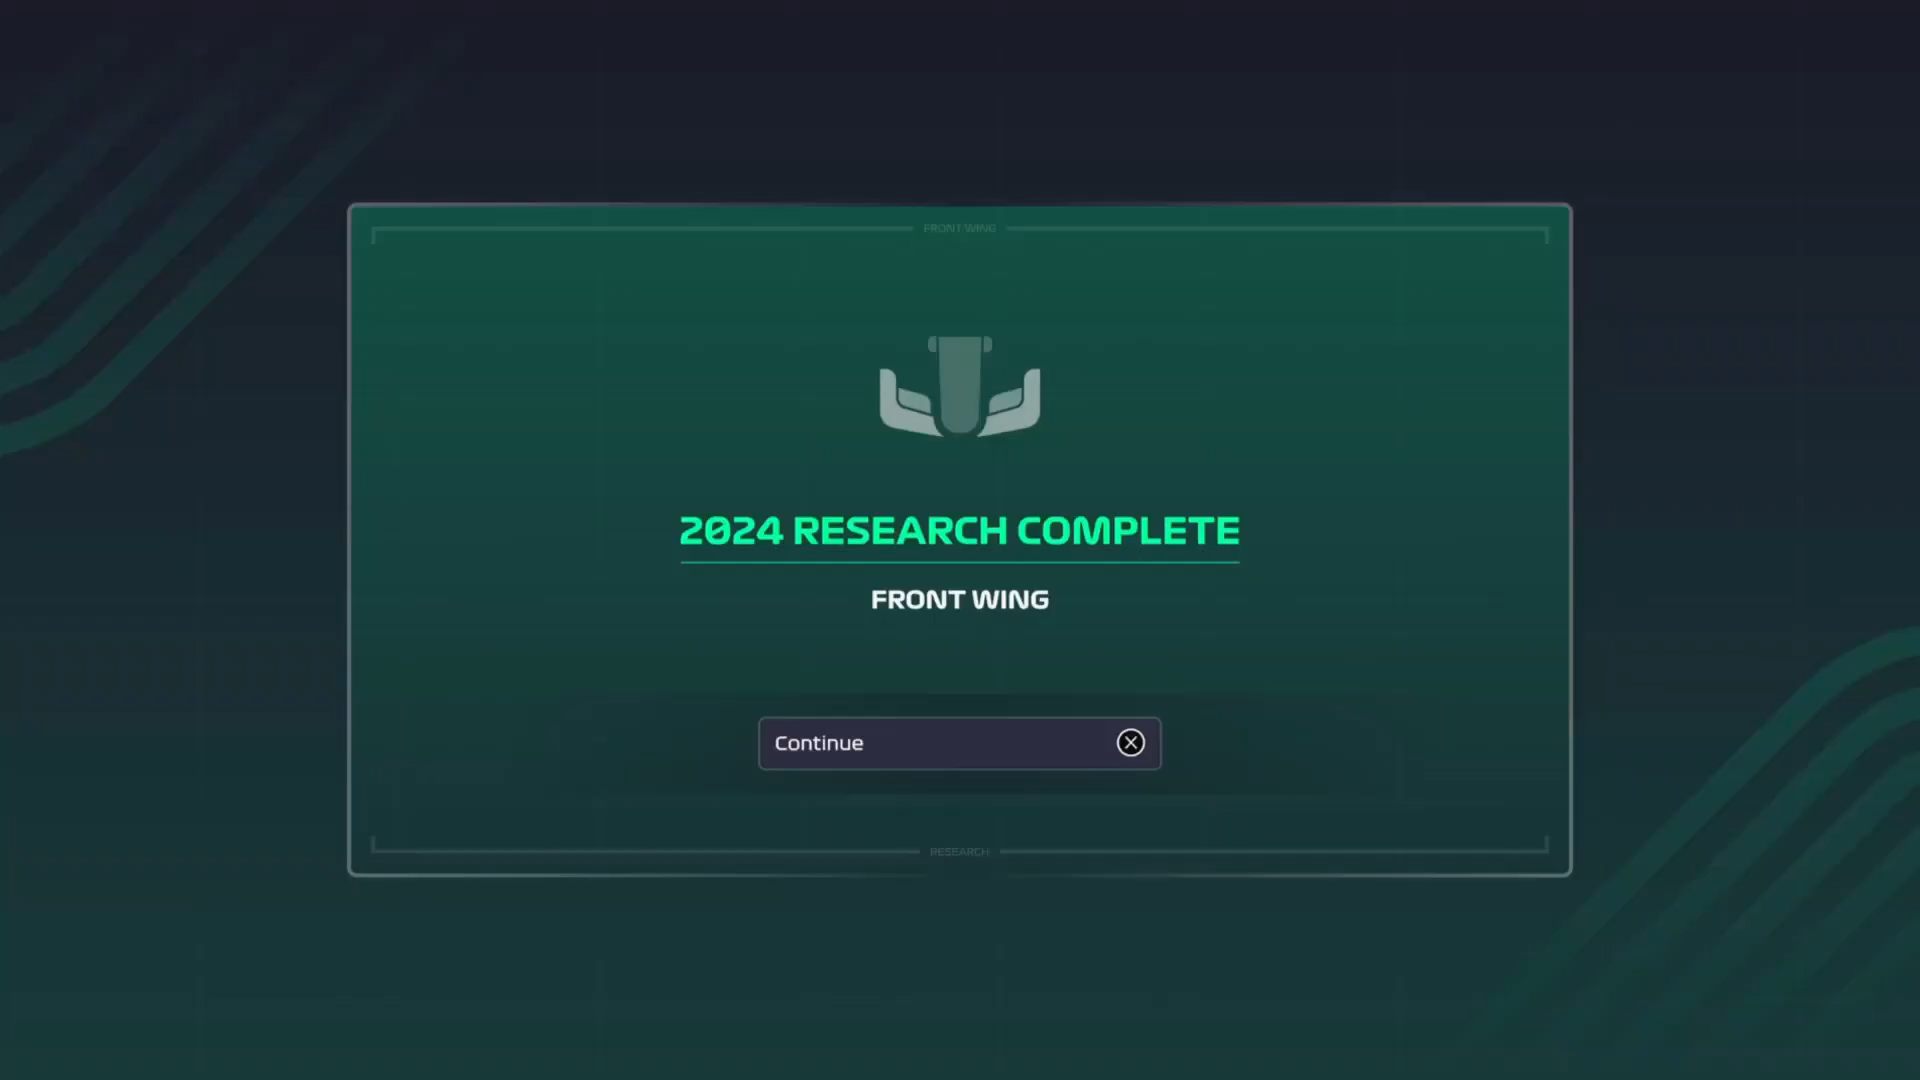 FRONT WING
2024 RESEARCH COMPLETE
FRONT WING
Continue
RESEARCH